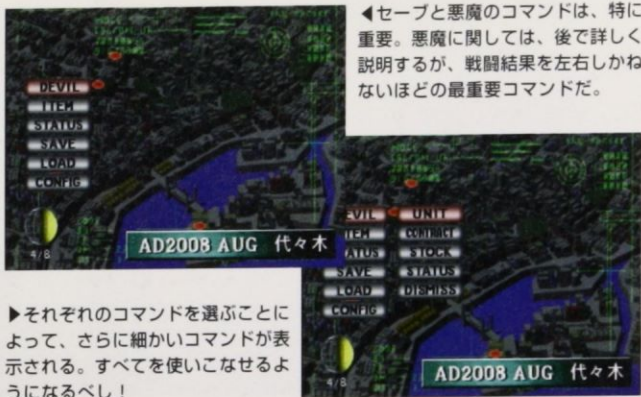 ◀セーブと悪魔のコマンドは、特に
重要。悪魔に関しては、後で詳しく
説明するが、戦闘結果を左右しかね
ないほどの最重要コマンドだ。
DEVIL
ITEM
STATUS
SAVE
LOAD
CONFIG
4/8
AD2008 AUG 代々木
▶それぞれのコマンドを選ぶことに
よって、さらに細かいコマンドが表
示される。すべてを使いこなせるよ
うになるべし!
EVIL UNIT
TEM CONTRACT
ATUS STOCK
SAVE STATUS
LOAD DISMISS
CONFIG
4/8
AD2008 AUG 代々木